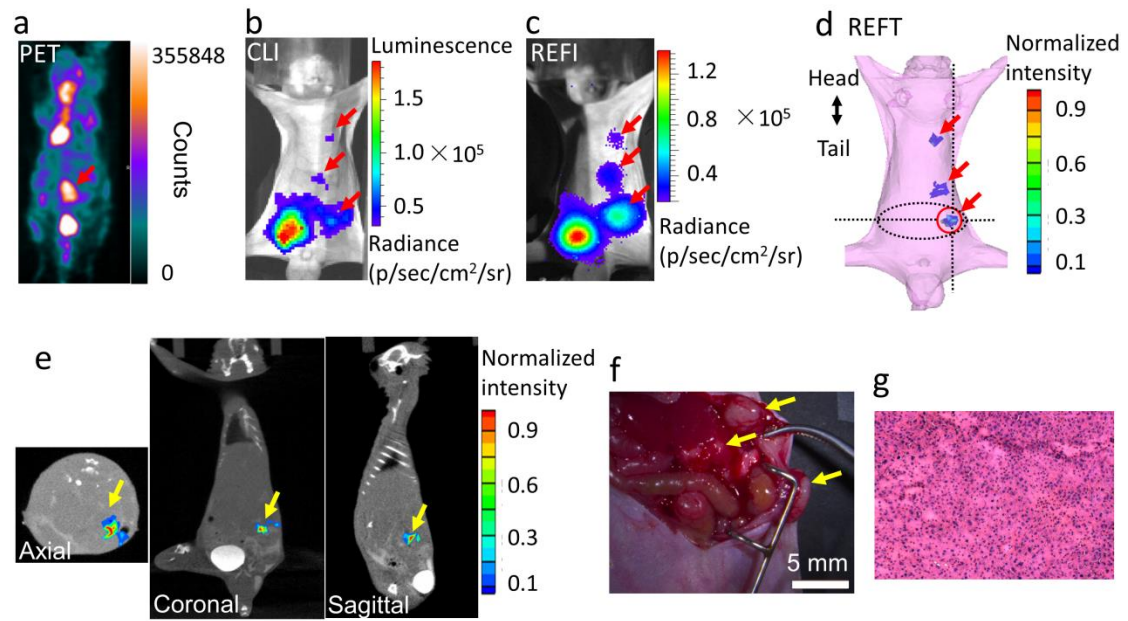 a
PET
355848
Counts
0
b
CLI
Luminescence
1.5
1.0
0.5
×10⁵
Radiance
(p/sec/cm²/sr)
c
REFI
1.2
0.8
0.4
×10⁵
Radiance
(p/sec/cm²/sr)
d REFT
Head
Tail
Normalized
intensity
0.9
0.6
0.3
0.1
e
Axial
Coronal
Sagittal
Normalized
intensity
0.9
0.6
0.3
0.1
f
5 mm
g